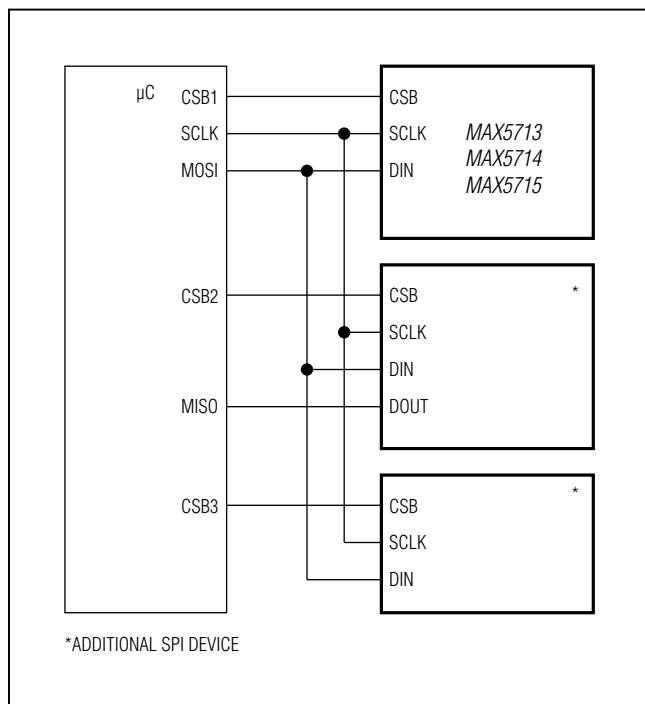 µC
CSB1
SCLK
MOSI
CSB2
MISO
CSB3
CSB
SCLK
DIN
MAX5713
MAX5714
MAX5715
CSB
*
SCLK
DIN
DOUT
CSB
*
SCLK
DIN
*ADDITIONAL SPI DEVICE